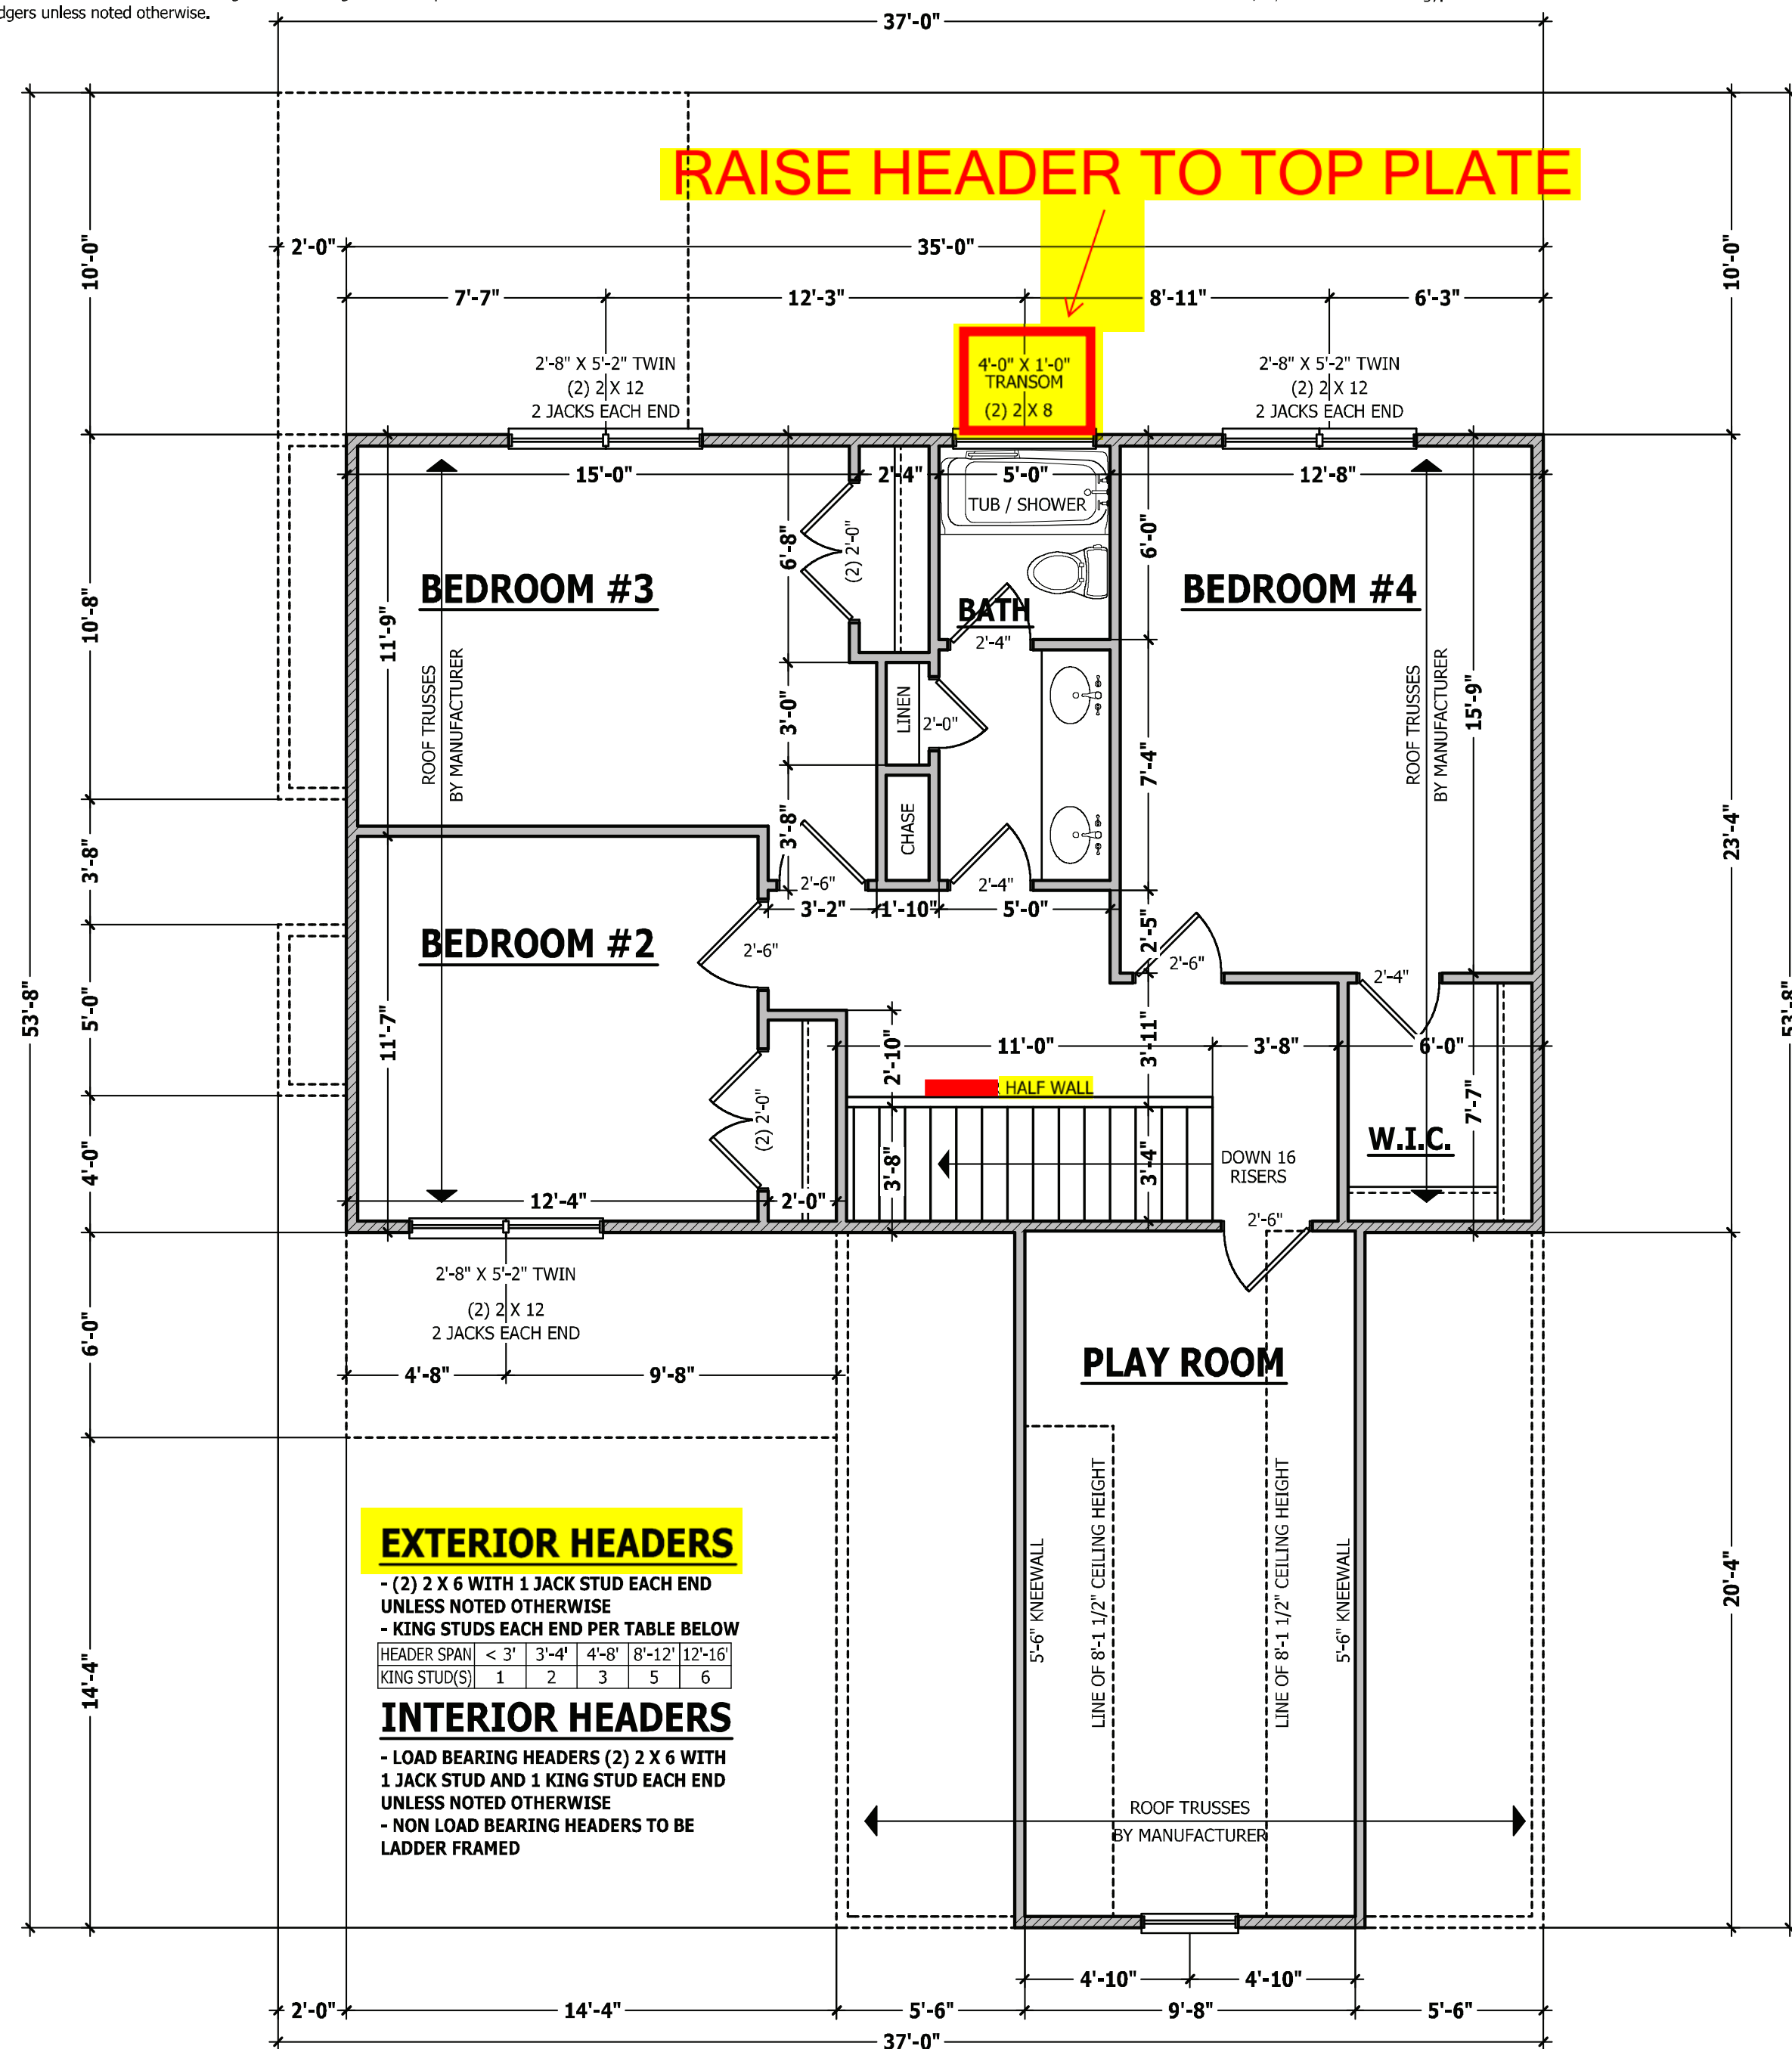 dgers unless noted otherwise.
37'-0"
RAISE HEADER TO TOP PLATE
2'-0"
35'-0"
10'-0"
10'-0"
7'-7"
12'-3"
8'-11"
6'-3"
2'-8" X 5'-2" TWIN
(2) 2 X 12
2 JACKS EACH END
4'-0" X 1'-0"
TRANSOM
(2) 2 X 8
2'-8" X 5'-2" TWIN
(2) 2 X 12
2 JACKS EACH END
15'-0"
2'-4"
5'-0"
12'-8"
TUB / SHOWER
6'-8"
(2) 2'-0"
6'-0"
BEDROOM #3
BATH
BEDROOM #4
10'-8"
11'-9"
2'-4"
ROOF TRUSSES
BY MANUFACTURER
3'-0"
LINEN
2'-0"
7'-4"
ROOF TRUSSES
BY MANUFACTURER
15'-9"
3'-8"
3'-8"
CHASE
23'-4"
2'-6"
2'-4"
3'-2"
1'-10"
5'-0"
BEDROOM #2
2'-6"
2'-5"
2'-6"
2'-4"
53'-8"
5'-0"
11'-7"
2'-10"
11'-0"
3'-11"
3'-8"
6'-0"
53'-8"
HALF WALL
(2) 2'-0"
7'-7"
W.I.C.
4'-0"
3'-8"
3'-4"
DOWN 16
RISERS
12'-4"
2'-0"
2'-6"
2'-8" X 5'-2" TWIN
(2) 2 X 12
2 JACKS EACH END
6'-0"
4'-8"
9'-8"
PLAY ROOM
EXTERIOR HEADERS
- (2) 2 X 6 WITH 1 JACK STUD EACH END
UNLESS NOTED OTHERWISE
- KING STUDS EACH END PER TABLE BELOW
HEADER SPAN < 3' 3'-4' 4'-8' 8'-12' 12'-16'
KING STUD(S) 1 2 3 5 6
INTERIOR HEADERS
- LOAD BEARING HEADERS (2) 2 X 6 WITH
1 JACK STUD AND 1 KING STUD EACH END
UNLESS NOTED OTHERWISE
- NON LOAD BEARING HEADERS TO BE
LADDER FRAMED
14'-4"
5'-6" KNEEWALL
LINE OF 8'-1 1/2" CEILING HEIGHT
LINE OF 8'-1 1/2" CEILING HEIGHT
5'-6" KNEEWALL
20'-4"
ROOF TRUSSES
BY MANUFACTURER
4'-10"
4'-10"
2'-0"
14'-4"
5'-6"
9'-8"
5'-6"
37'-0"